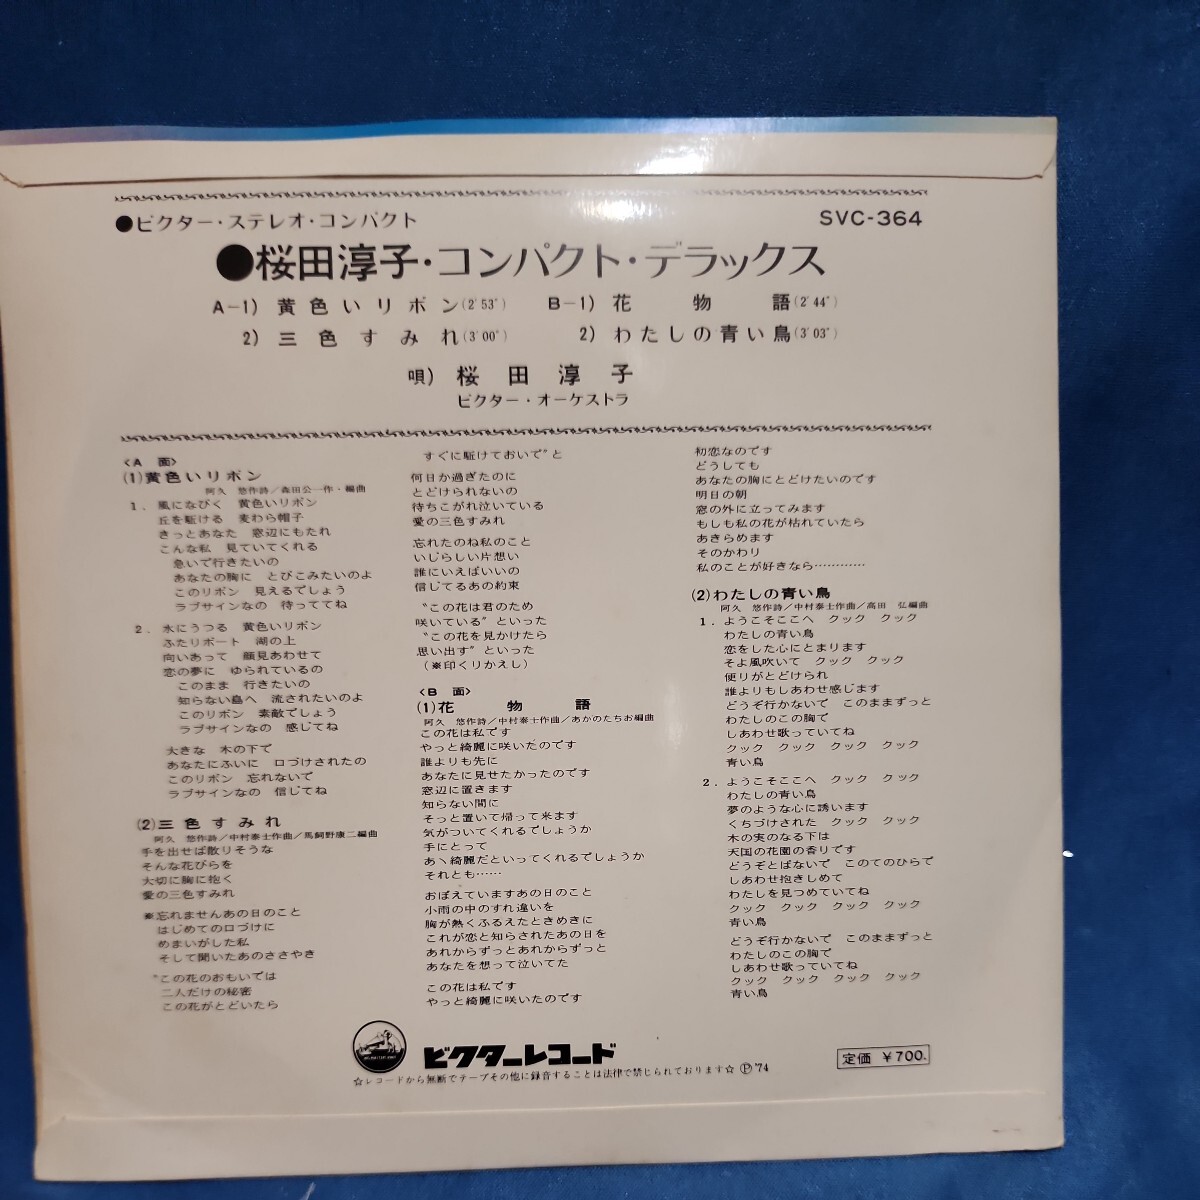 ●ビクター・ステレオ・コンパクト
SVC-364
●桜田淳子・コンパクト・デラックス
A-1) 黄色いリボン(2′53″)
2) 三色すみれ(3′00″)
B-1) 花物語(2′44″)
2) わたしの青い鳥(3′03″)
唄) 桜田淳子
ビクター・オーケストラ
〈A面〉
(1)黄色いリボン
阿久 悠作詩/森田公一作・編曲
1. 風になびく 黄色いリボン
丘を駆ける 麦わら帽子
きっとあなた 窓辺にもたれ
こんな私 見ていてくれる
急いで行きたいの
あなたの胸に とびこみたいのよ
このリボン 見えるでしょう
ラブサインなの 待っててね
2. 水にうつる 黄色いリボン
ふたりボート 湖の上
向いあって 顔見あわせて
恋の夢に ゆられているの
このまま 行きたいの
知らない島へ 流されたいのよ
このリボン 素敵でしょう
ラブサインなの 感じてね
大きな 木の下で
あなたにふいに 口づけされたの
このリボン 忘れないで
ラブサインなの 信じてね
(2)三色すみれ
阿久 悠作詩/中村泰士作曲/馬飼野康二編曲
手を出せば散りそうな
そんな花びらを
大切に胸に抱く
愛の三色すみれ
※忘れませんあの日のこと
はじめての口づけに
めまいがした私
そして聞いたあのささやき
"この花のおもいでは
二人だけの秘密
この花がとどいたら
すぐに駈けておいで"と
何日か過ぎたのに
とどけられないの
待ちこがれ泣いている
愛の三色すみれ
忘れたのね私のこと
いじらしい片想い
誰にいえばいいの
信じてるあの約束
"この花は君のため
咲いている"といった
"この花を見かけたら
思い出す"といった
(※印くりかえし)
〈B面〉
(1)花物語
阿久 悠作詩/中村泰士作曲/あかのたちお編曲
この花は私です
やっと綺麗に咲いたのです
誰よりも先に
あなたに見せたかったのです
窓辺に置きます
知らない間に
そっと置いて帰って来ます
気がついてくれるでしょうか
手にとって
あゝ綺麗だといってくれるでしょうか
それとも……
おぼえていますあの日のこと
小雨の中のすれ違いを
胸が熱くふるえたときめきに
これが恋と知らされたあの日を
あれからずっとあれからずっと
あなたを想って泣いてた
この花は私です
やっと綺麗に咲いたのです
初恋なのです
どうしても
あなたの胸にとどけたいのです
明日の朝
窓の外に立ってみます
もしも私の花が枯れていたら
あきらめます
そのかわり
私のことが好きなら…………
(2)わたしの青い鳥
阿久 悠作詩/中村泰士作曲/高田 弘編曲
1. ようこそここへ クック クック
わたしの青い鳥
恋をした心にとまります
そよ風吹いて クック クック
便りがとどけられ
誰よりもしあわせ感じます
どうぞ行かないで このままずっと
わたしのこの胸で
しあわせ歌っていてね
クック クック クック クック
青い鳥
2. ようこそここへ クック クック
わたしの青い鳥
夢のような心に誘います
くちづけされた クック クック
木の実のなる下は
天国の花園の香りです
どうぞとばないで このてのひらで
しあわせ抱きしめて
わたしを見つめていてね
クック クック クック クック
青い鳥
どうぞ行かないで このままずっと
わたしのこの胸で
しあわせ歌っていてね
クック クック クック クック
青い鳥
ビクターレコード
定価 ¥700.
☆レコードから無断でテープその他に録音することは法律で禁じられております☆ Ⓟ'74